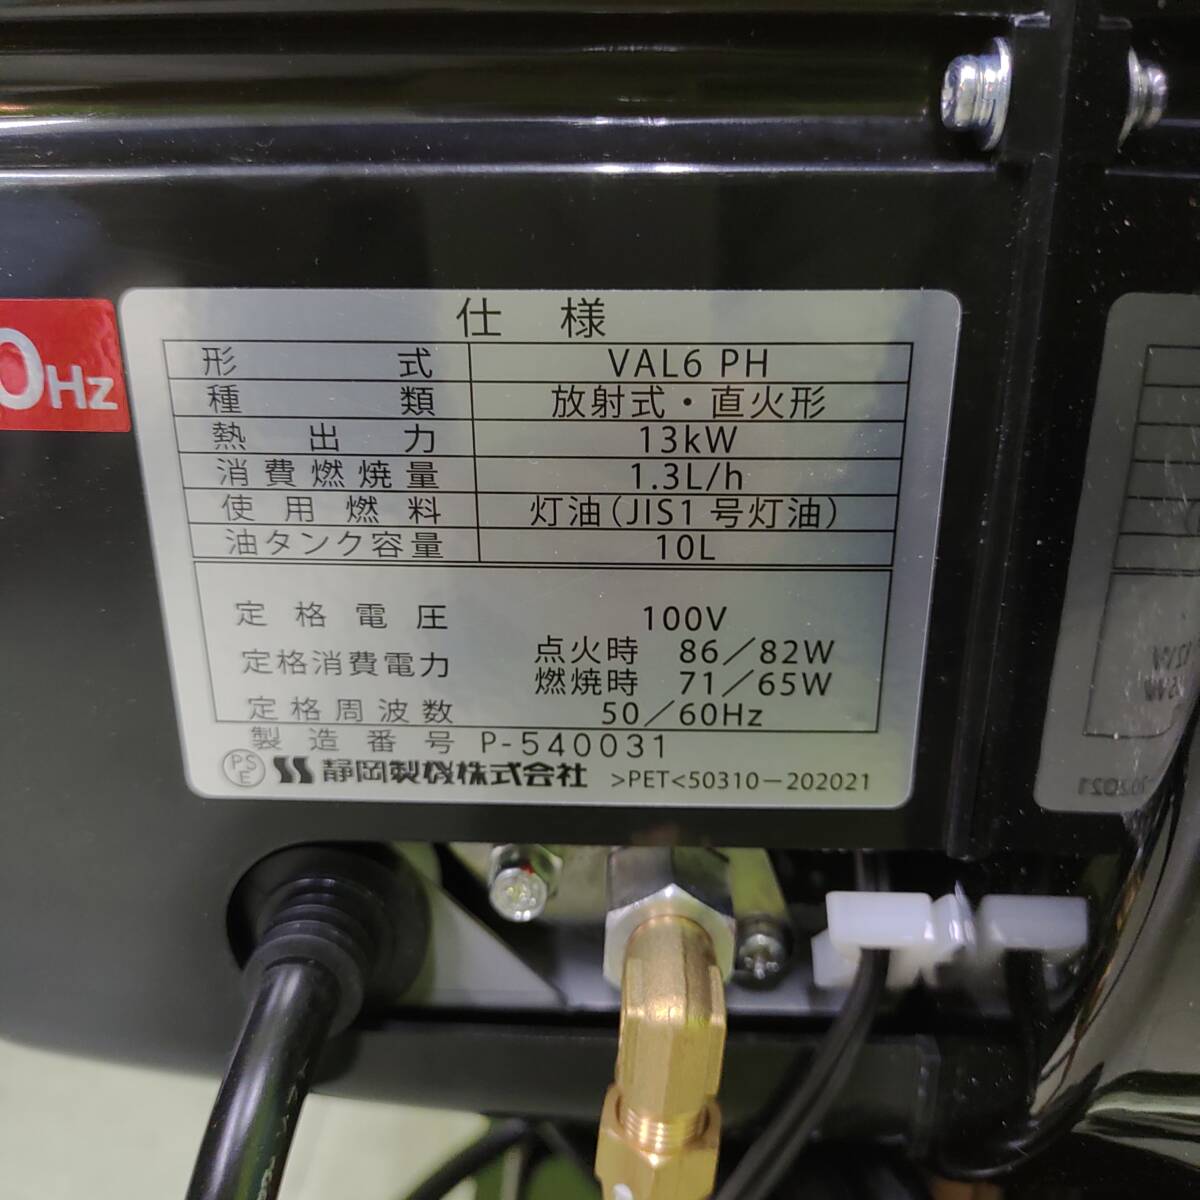 仕様
0Hz
形式 VAL6 PH
種類 放射式・直火形
熱出力 13kW
消費燃焼量 1.3L/h
使用燃料 灯油(JIS1号灯油)
油タンク容量 10L
定格電圧 100V
定格消費電力 点火時 86/82W
燃焼時 71/65W
定格周波数 50/60Hz
製造番号 P-540031
PSE 静岡製機株式会社 >PET<50310-202021